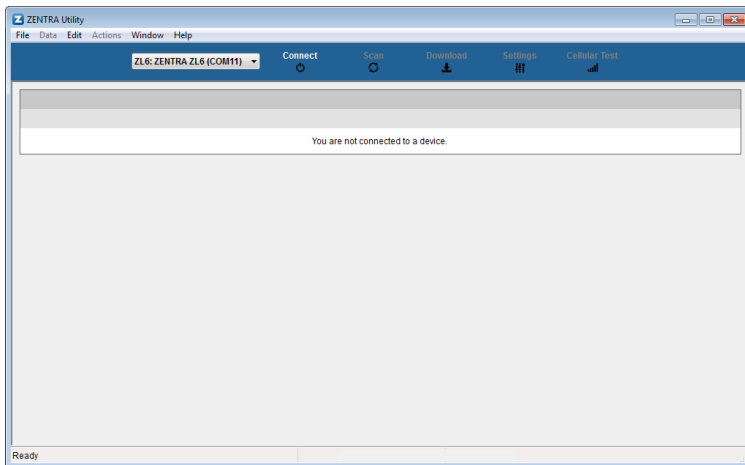 ZENTRA Utility
File Data Edit Actions Window Help
ZL6: ZENTRA ZL6 (COM11) Connect Scan Download Settings Cellular Test
You are not connected to a device.
Ready